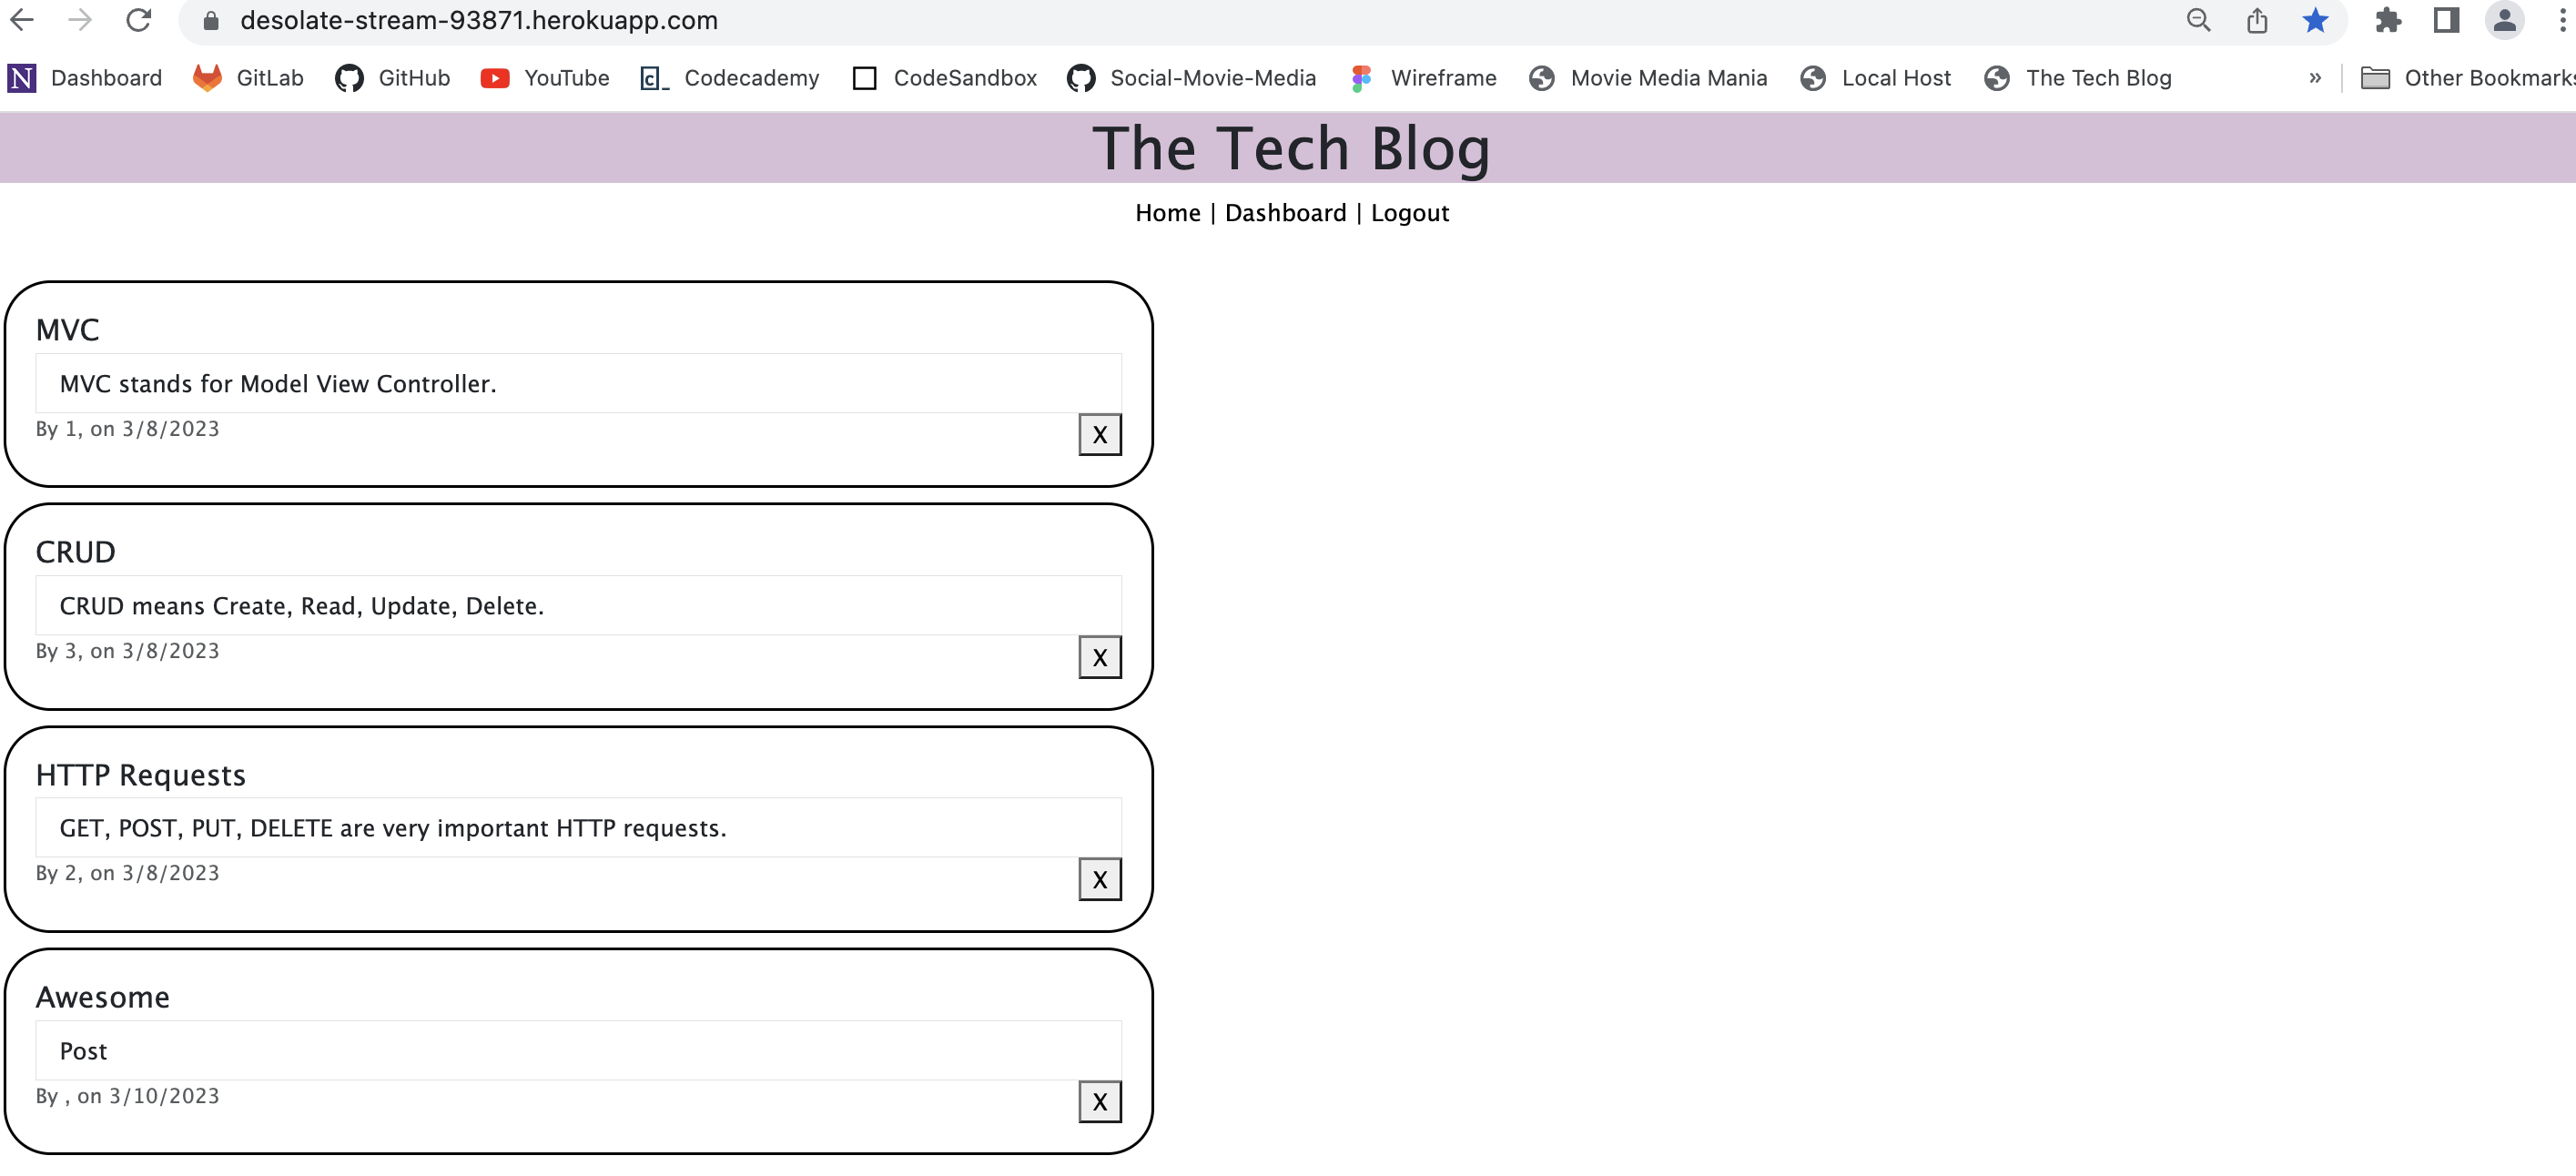 desolate-stream-93871.herokuapp.com
N Dashboard GitLab GitHub YouTube c_ Codecademy CodeSandbox Social-Movie-Media Wireframe Movie Media Mania Local Host The Tech Blog » Other Bookmarks
The Tech Blog
Home | Dashboard | Logout
MVC
MVC stands for Model View Controller.
By 1, on 3/8/2023
X
CRUD
CRUD means Create, Read, Update, Delete.
By 3, on 3/8/2023
X
HTTP Requests
GET, POST, PUT, DELETE are very important HTTP requests.
By 2, on 3/8/2023
X
Awesome
Post
By , on 3/10/2023
X